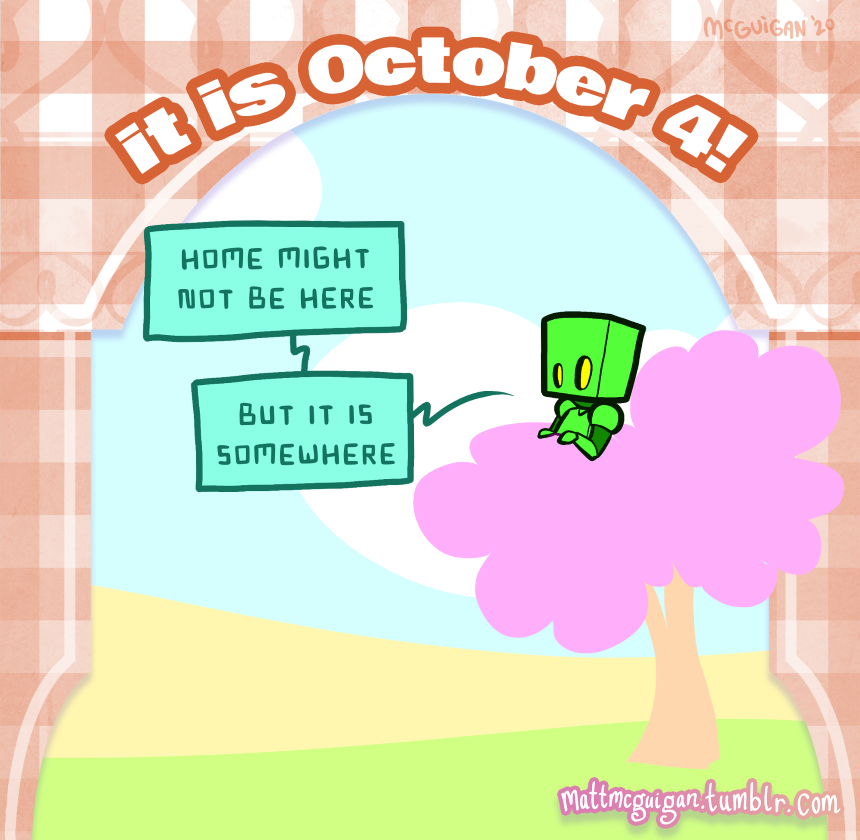 McGUiGAN '20
it is October 4!
HOME MIGHT
NOT BE HERE
BUT IT IS
SOMEWHERE
mattmcguigan.tumblr.com